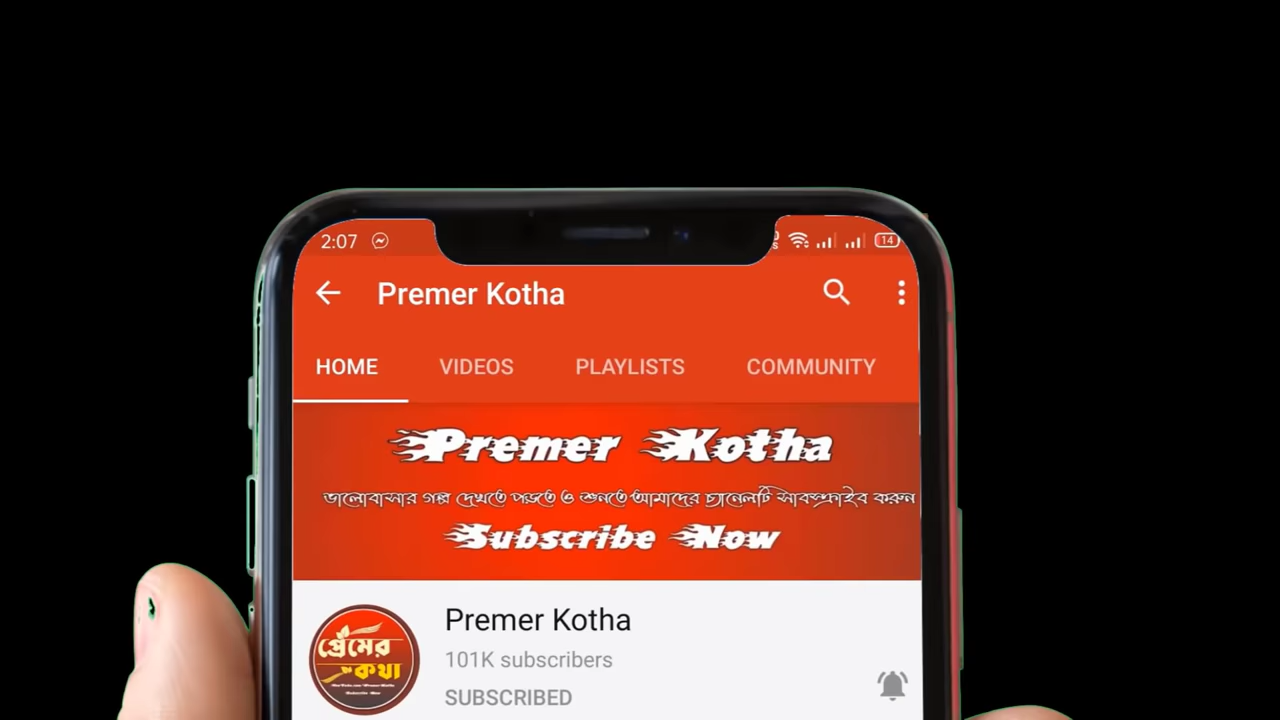 2:07
14
Premer Kotha
HOME VIDEOS PLAYLISTS COMMUNITY
Premer Kotha
ভালোবাসার গল্প দেখতে পড়তে ও শুনতে আমাদের চ্যানেলটি সাবস্ক্রাইব করুন
Subscribe Now
প্রেমের
কথা
Premer Kotha
101K subscribers
SUBSCRIBED